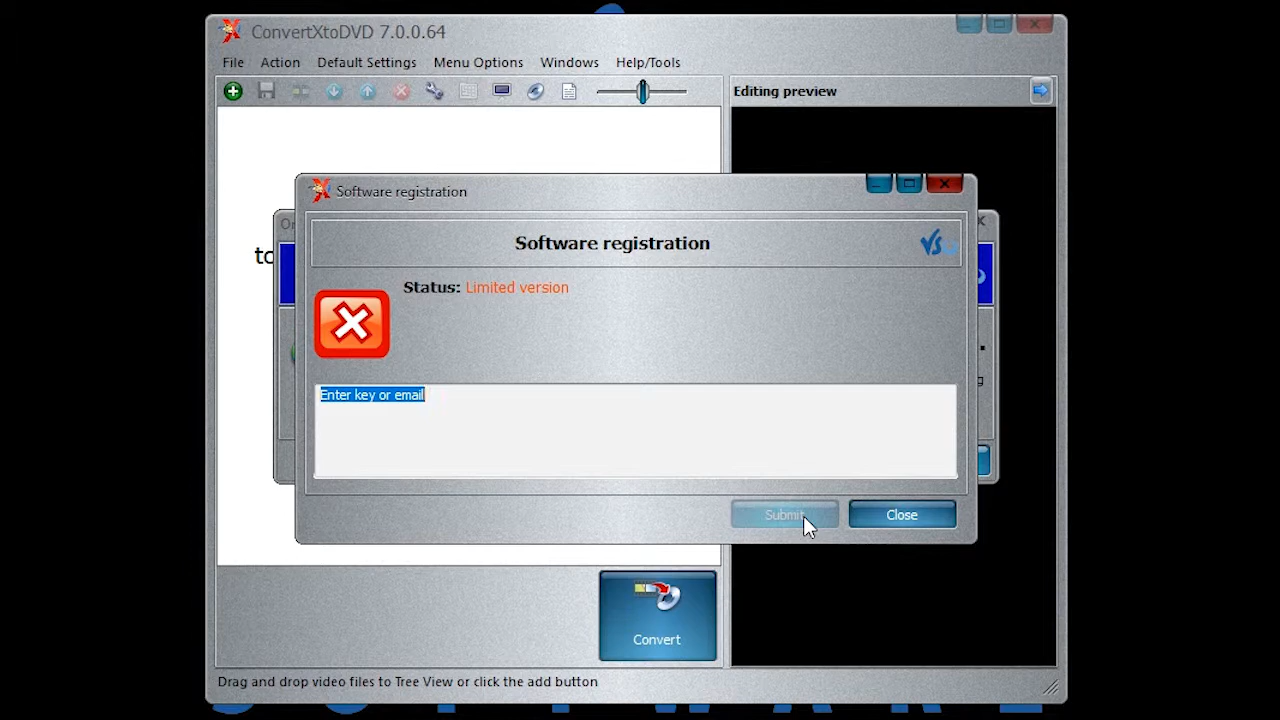 ConvertXtoDVD 7.0.0.64
File Action Default Settings Menu Options Windows Help/Tools
Editing preview
Software registration
Software registration
VSO
Status: Limited version
Enter key or email
Submit Close
Convert
Drag and drop video files to Tree View or click the add button